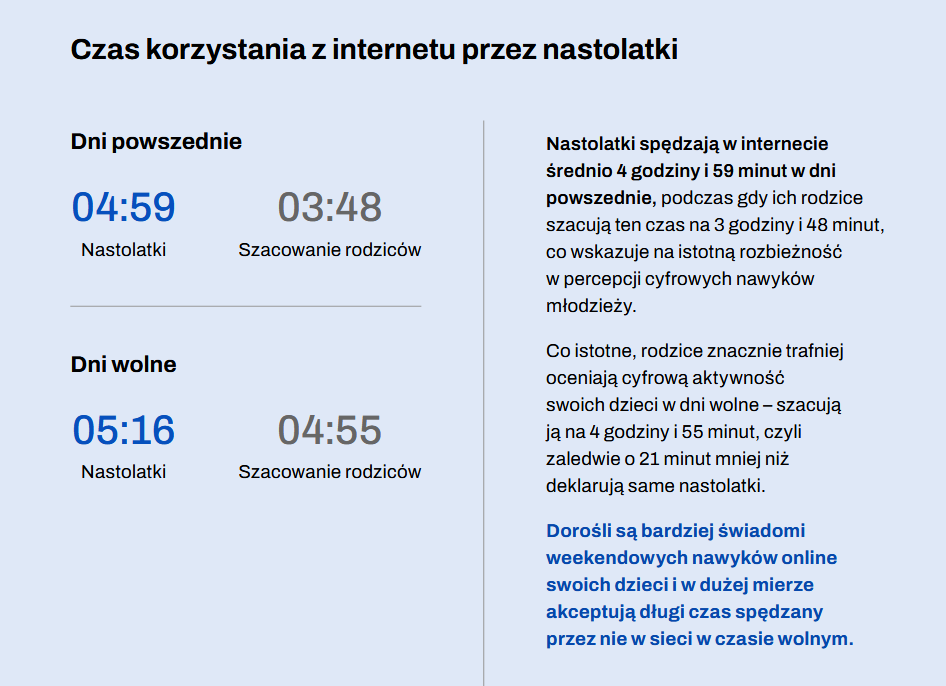 Czas korzystania z internetu przez nastolatki
Dni powszednie
04:59
Nastolatki
03:48
Szacowanie rodziców
Dni wolne
05:16
Nastolatki
04:55
Szacowanie rodziców
Nastolatki spędzają w internecie
średnio 4 godziny i 59 minut w dni
powszednie, podczas gdy ich rodzice
szacują ten czas na 3 godziny i 48 minut,
co wskazuje na istotną rozbieżność
w percepcji cyfrowych nawyków
młodzieży.
Co istotne, rodzice znacznie trafniej
oceniają cyfrową aktywność
swoich dzieci w dni wolne – szacują
ją na 4 godziny i 55 minut, czyli
zaledwie o 21 minut mniej niż
deklarują same nastolatki.
Dorośli są bardziej świadomi
weekendowych nawyków online
swoich dzieci i w dużej mierze
akceptują długi czas spędzany
przez nie w sieci w czasie wolnym.